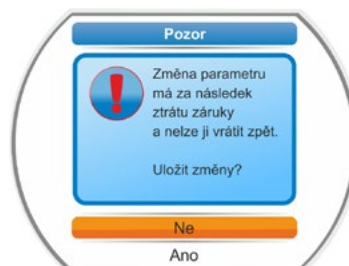 Pozor
Změna parametru
má za následek
ztrátu záruky
a nelze ji vrátit zpět.
Uložit změny?
Ne
Ano